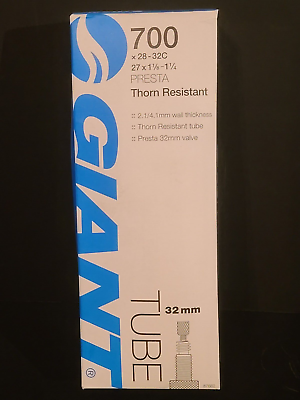 700
× 28-32C
27 x 1⅛-1¼
PRESTA
Thorn Resistant
:: 2.1/4.1mm wall thickness
:: Thorn Resistant tube
:: Presta 32mm valve
GIANT®
TUBE
32mm